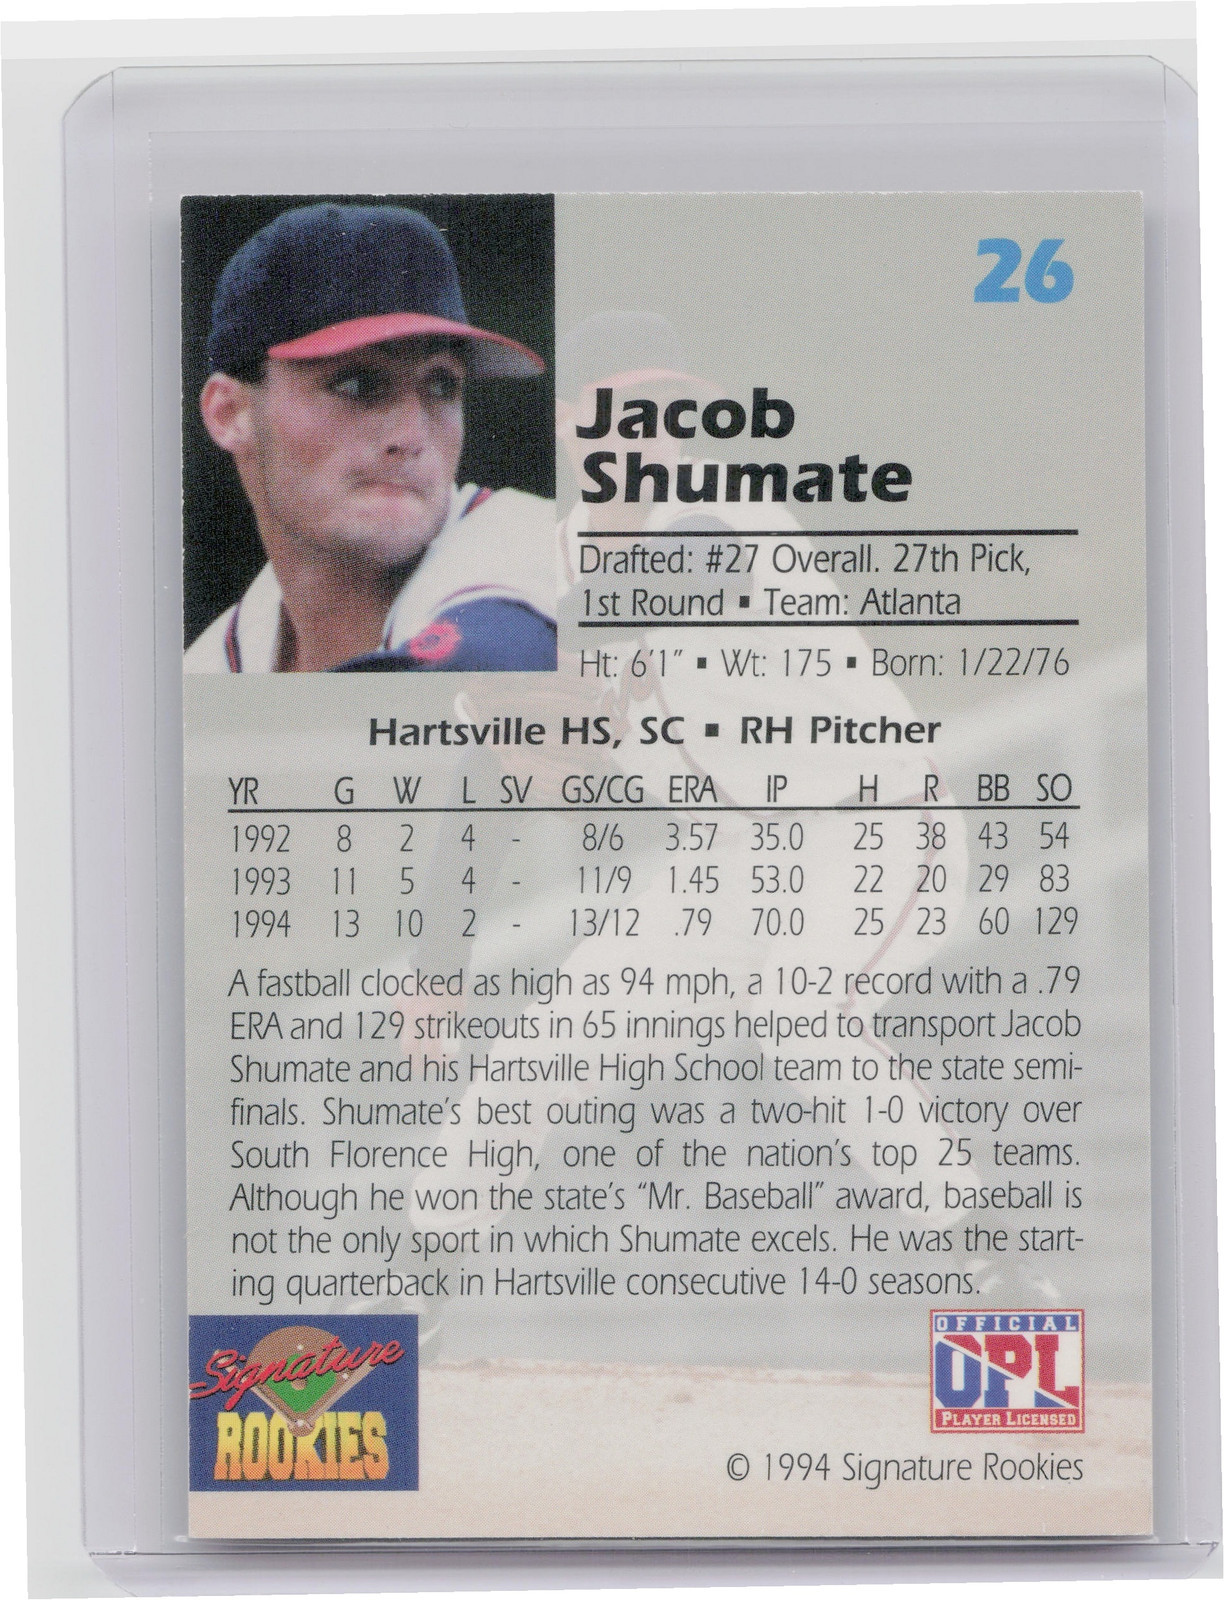 26
Jacob
Shumate
Drafted: #27 Overall. 27th Pick,
1st Round ▪ Team: Atlanta
Ht: 6'1" ▪ Wt: 175 ▪ Born: 1/22/76
Hartsville HS, SC ▪ RH Pitcher
YR G W L SV GS/CG ERA IP H R BB SO
1992 8 2 4 - 8/6 3.57 35.0 25 38 43 54
1993 11 5 4 - 11/9 1.45 53.0 22 20 29 83
1994 13 10 2 - 13/12 .79 70.0 25 23 60 129
A fastball clocked as high as 94 mph, a 10-2 record with a .79
ERA and 129 strikeouts in 65 innings helped to transport Jacob
Shumate and his Hartsville High School team to the state semi-
finals. Shumate's best outing was a two-hit 1-0 victory over
South Florence High, one of the nation's top 25 teams.
Although he won the state's “Mr. Baseball” award, baseball is
not the only sport in which Shumate excels. He was the start-
ing quarterback in Hartsville consecutive 14-0 seasons.
Signature
ROOKIES
OFFICIAL
OPL
PLAYER LICENSED
© 1994 Signature Rookies